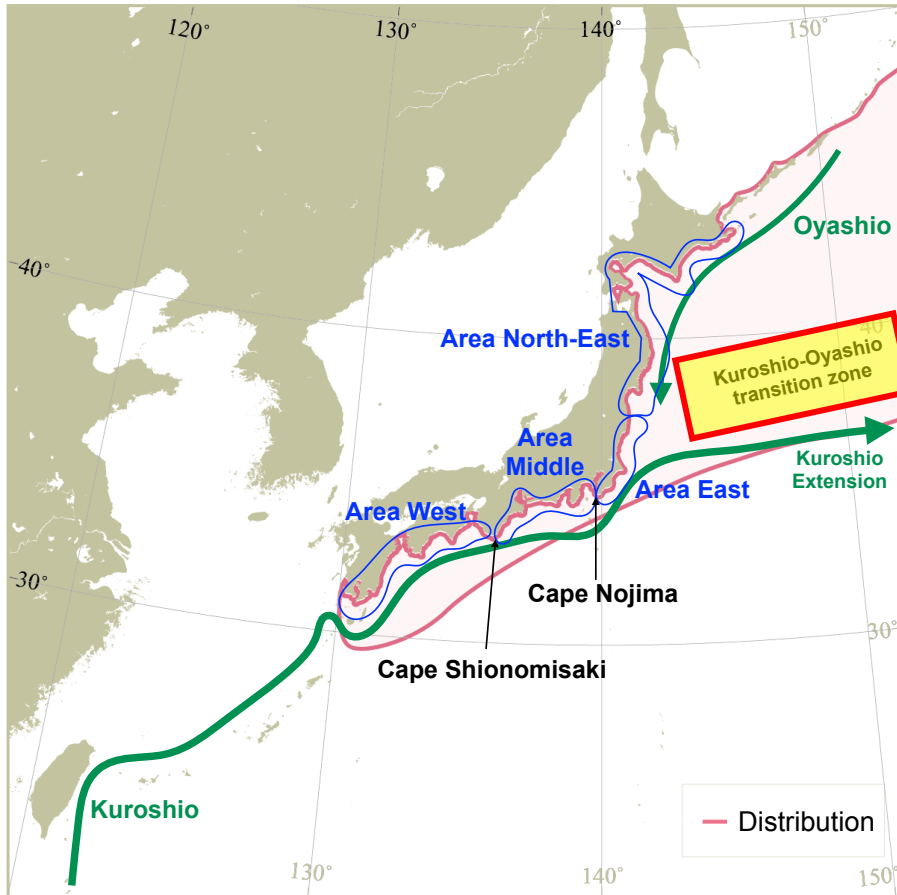 120°
130°
140°
150°
Oyashio
40°
40
Area North-East
Kuroshio-Oyashio
transition zone
Area
Middle
Kuroshio
Extension
Area East
Area West
30°
Cape Nojima
30°
Cape Shionomisaki
Kuroshio
Distribution
130°
140°
150°